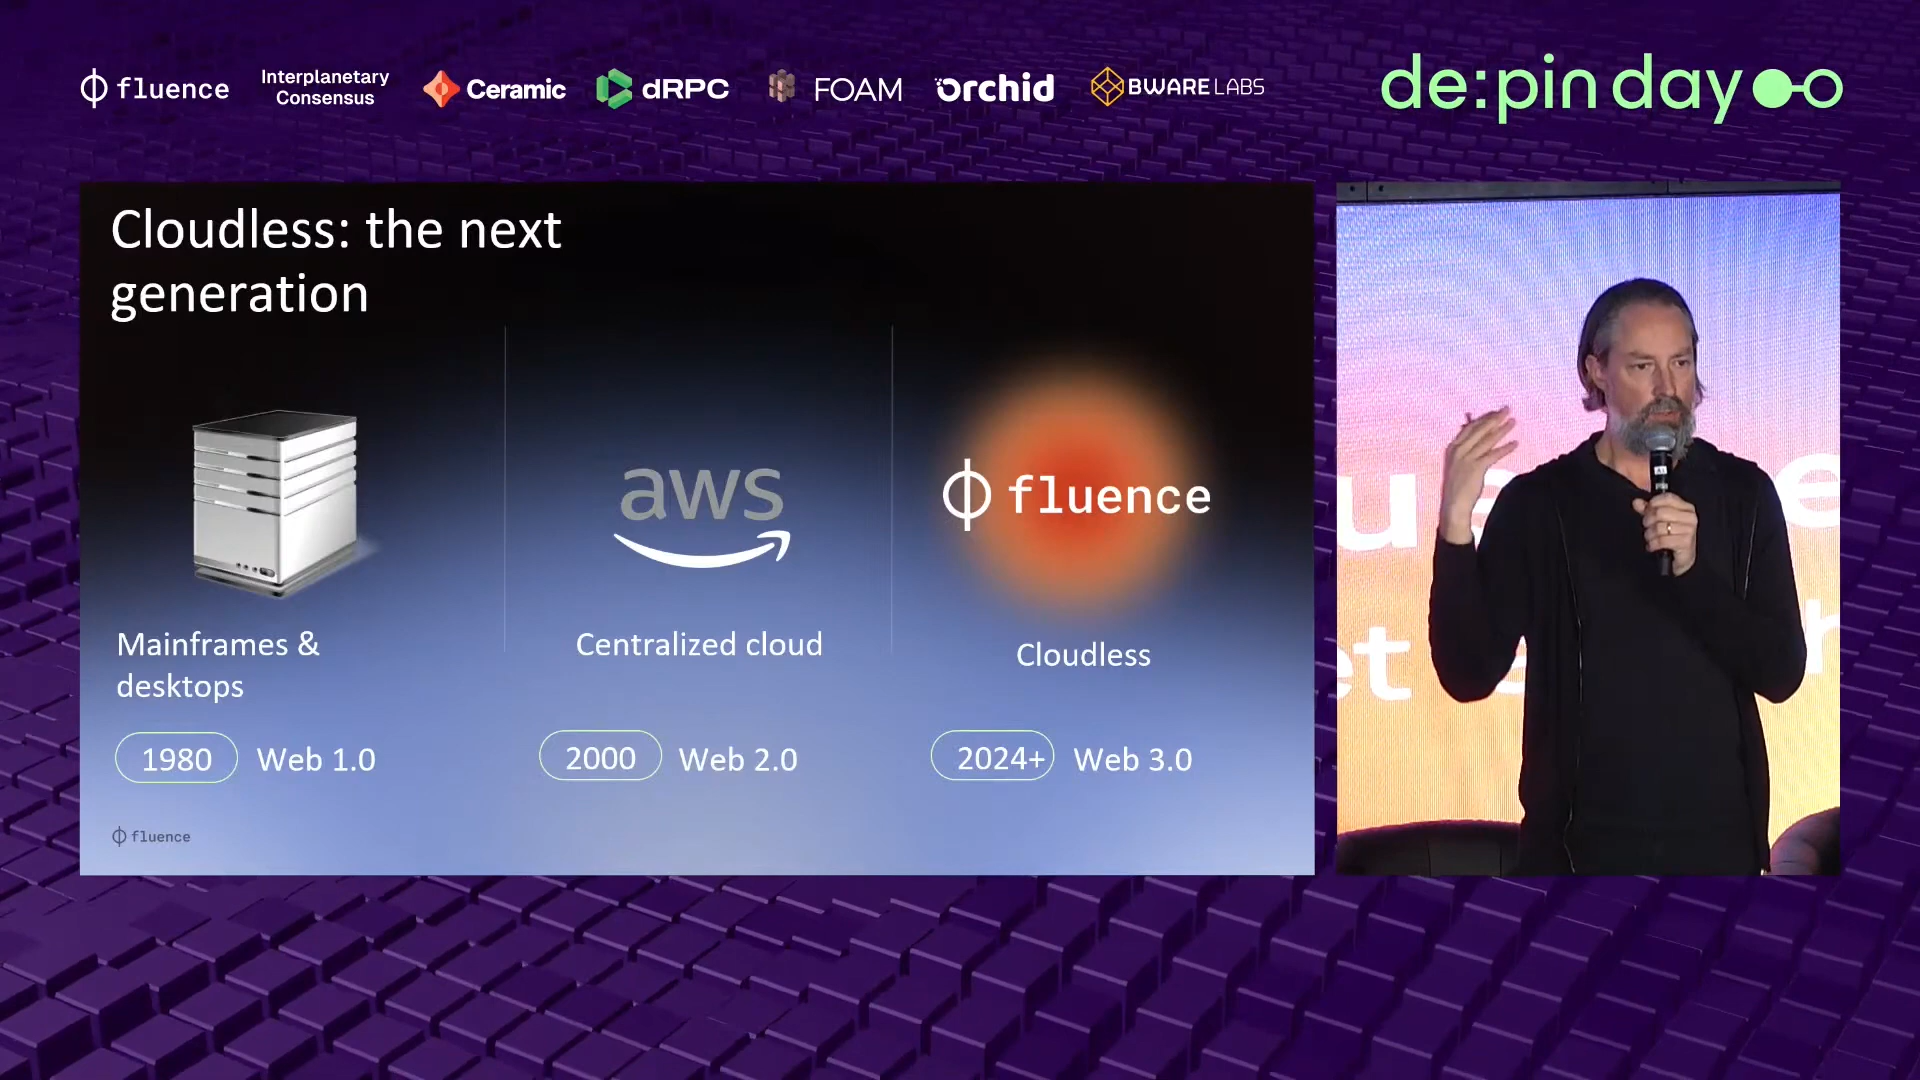 fluence
Interplanetary
Consensus
Ceramic
dRPC
FOAM
orchid
BWARE LABS
de:pin day
Cloudless: the next
generation
aws
fluence
Mainframes &
desktops
Centralized cloud
Cloudless
1980 Web 1.0
2000 Web 2.0
2024+ Web 3.0
fluence